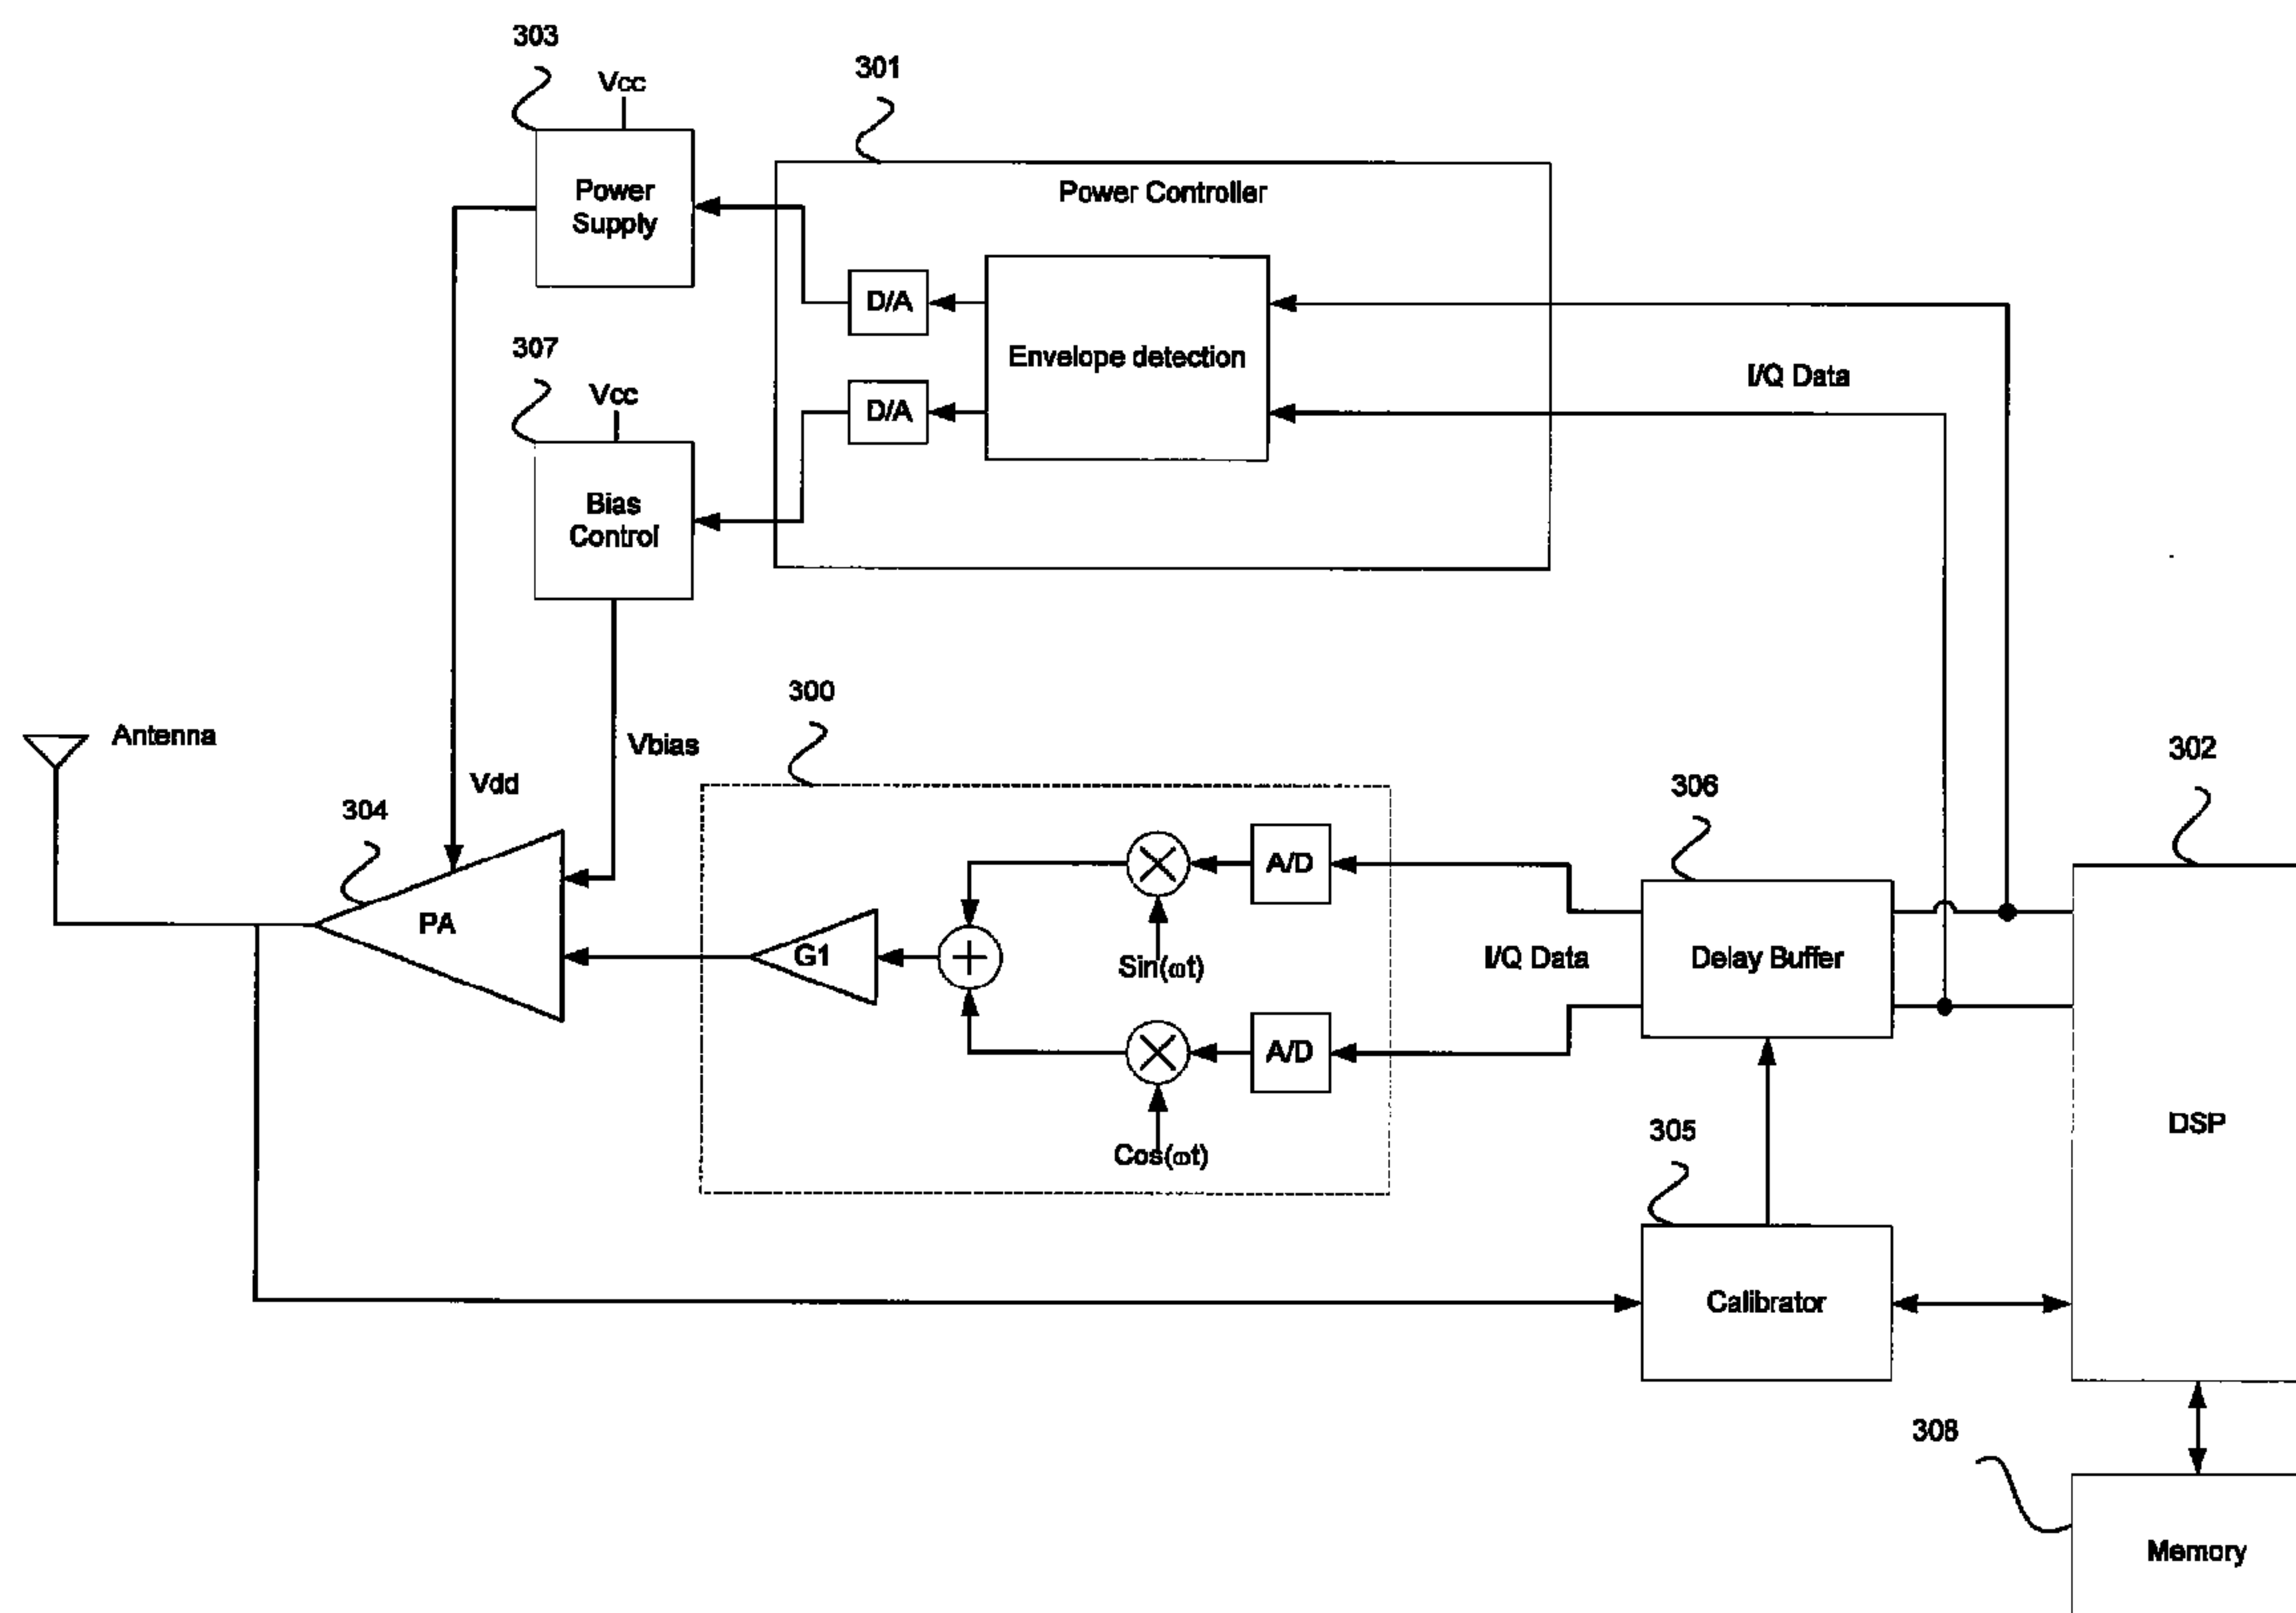 303
Vcc
301
Power Controller
Power
Supply
D/A
Envelope detection
I/Q Data
307
Vcc
D/A
Bias
Control
300
Antenna
Vbias
Vdd
302
304
306
A/D
PA
G1
Sin(ωt)
I/Q Data
Delay Buffer
A/D
DSP
305
Cos(ωt)
Calibrator
308
Memory